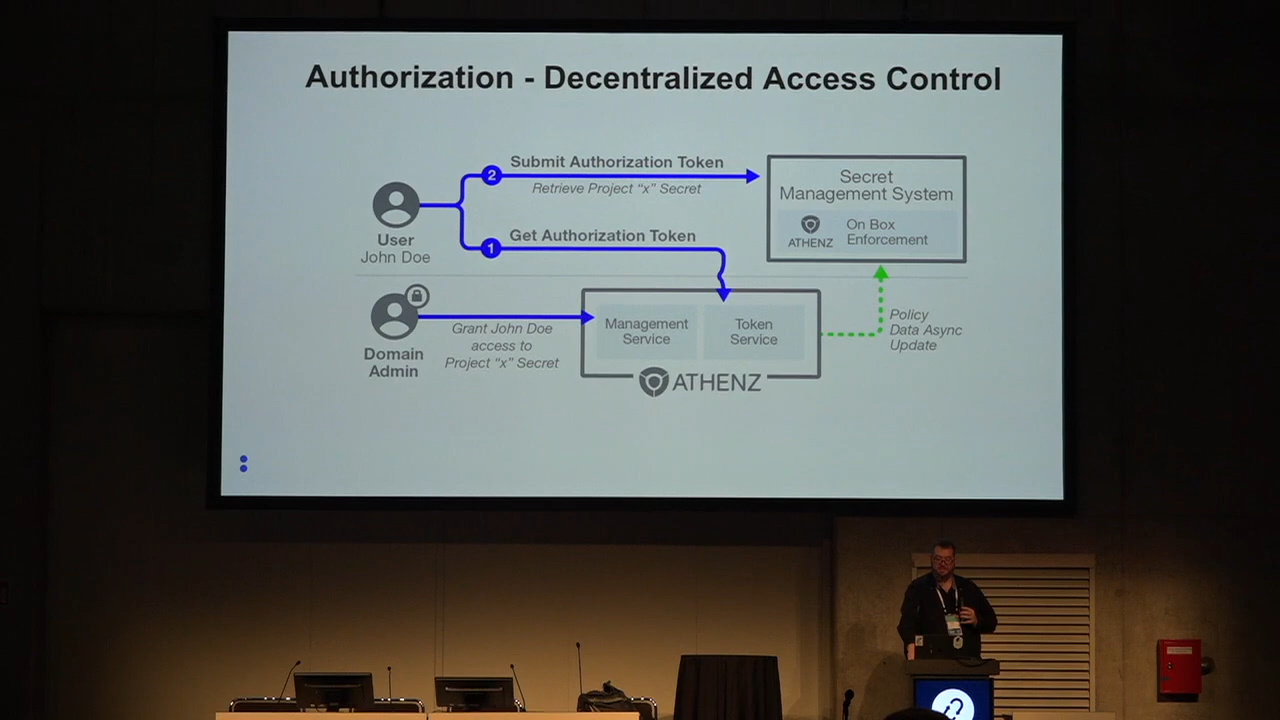 Authorization - Decentralized Access Control
2
Submit Authorization Token
Retrieve Project “x” Secret
Secret
Management System
ATHENZ
On Box
Enforcement
User
John Doe
1
Get Authorization Token
Domain
Admin
Grant John Doe
access to
Project “x” Secret
Management
Service
Token
Service
ATHENZ
Policy
Data Async
Update